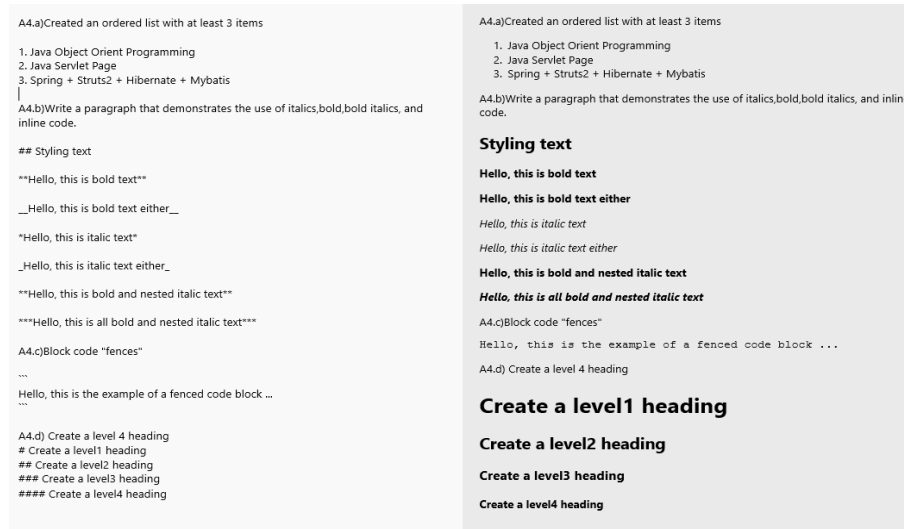 A4.a)Created an ordered list with at least 3 items
1. Java Object Orient Programming
2. Java Servlet Page
3. Spring + Struts2 + Hibernate + Mybatis
A4.b)Write a paragraph that demonstrates the use of italics,bold,bold italics, and
inline code.
## Styling text
**Hello, this is bold text**
__Hello, this is bold text either__
*Hello, this is italic text*
_Hello, this is italic text either_
**Hello, this is bold and nested italic text**
***Hello, this is all bold and nested italic text***
A4.c)Block code "fences"
```
Hello, this is the example of a fenced code block ...
```
A4.d) Create a level 4 heading
# Create a level1 heading
## Create a level2 heading
### Create a level3 heading
#### Create a level4 heading
A4.a)Created an ordered list with at least 3 items
1. Java Object Orient Programming
2. Java Servlet Page
3. Spring + Struts2 + Hibernate + Mybatis
A4.b)Write a paragraph that demonstrates the use of italics,bold,bold italics, and inlin
code.
Styling text
Hello, this is bold text
Hello, this is bold text either
Hello, this is italic text
Hello, this is italic text either
Hello, this is bold and nested italic text
Hello, this is all bold and nested italic text
A4.c)Block code "fences"
Hello, this is the example of a fenced code block ...
A4.d) Create a level 4 heading
Create a level1 heading
Create a level2 heading
Create a level3 heading
Create a level4 heading